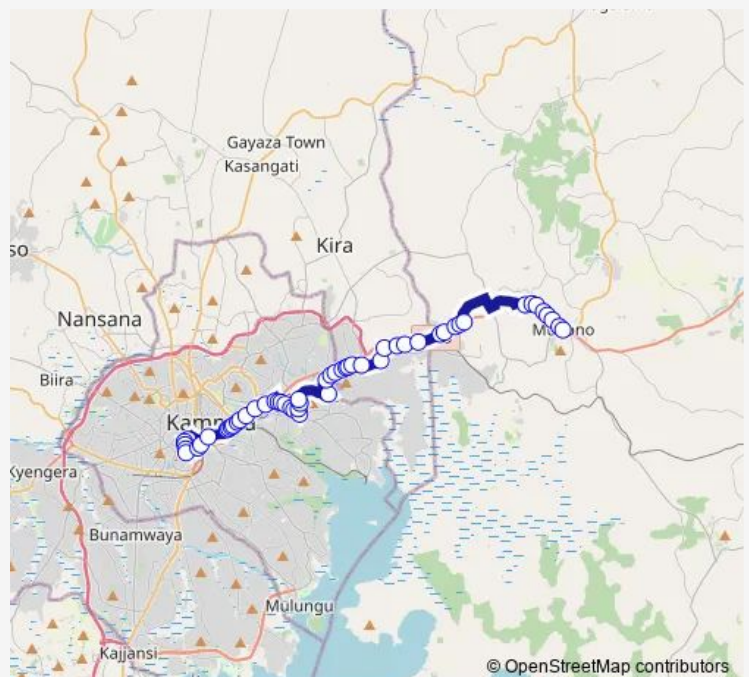 Gayaza Town
Kasangati
so
Kira
Nansana
Biira
Kyengera
Bunamwaya
Mulungu
Kajjansi
© OpenStreetMap contributors